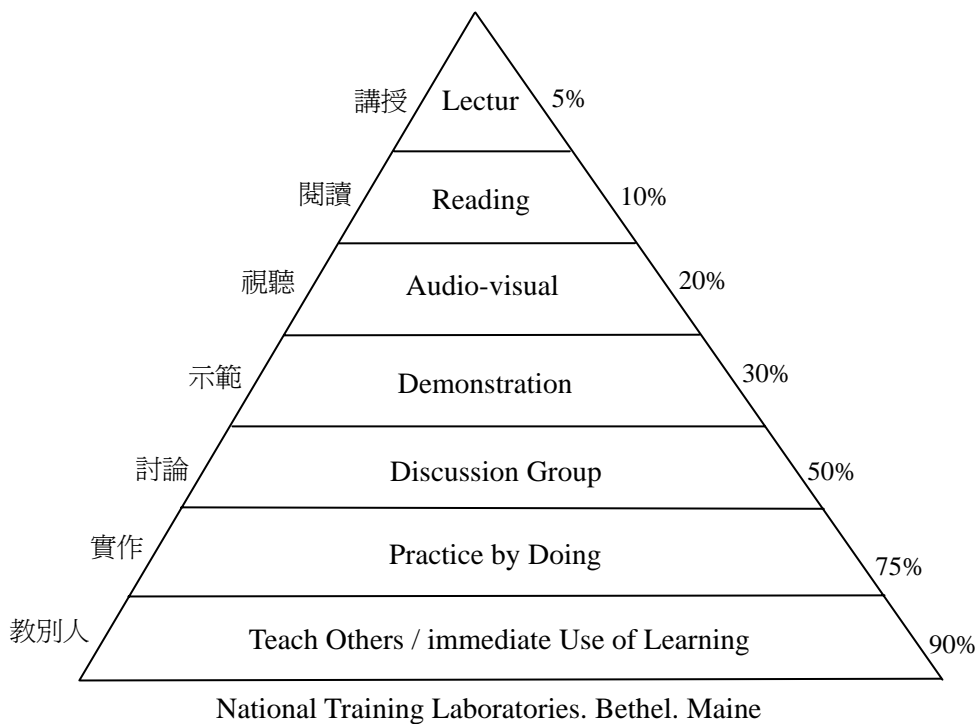 講授 Lectur 5%
閱讀 Reading 10%
視聽 Audio-visual 20%
示範 Demonstration 30%
討論 Discussion Group 50%
實作 Practice by Doing 75%
教別人 Teach Others / immediate Use of Learning 90%
National Training Laboratories. Bethel. Maine